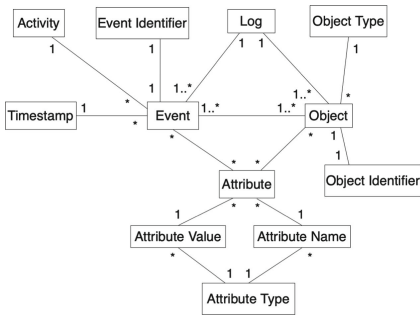 Activity
Event Identifier
Log
Object Type
1
1
1
1
1
1
1..*
1..*
*
*
Timestamp
1
*
Event
1..*
1..*
Object
*
*
1
1
Object Identifier
*
*
Attribute
*
*
1
1
Attribute Value
Attribute Name
*
*
1
1
Attribute Type